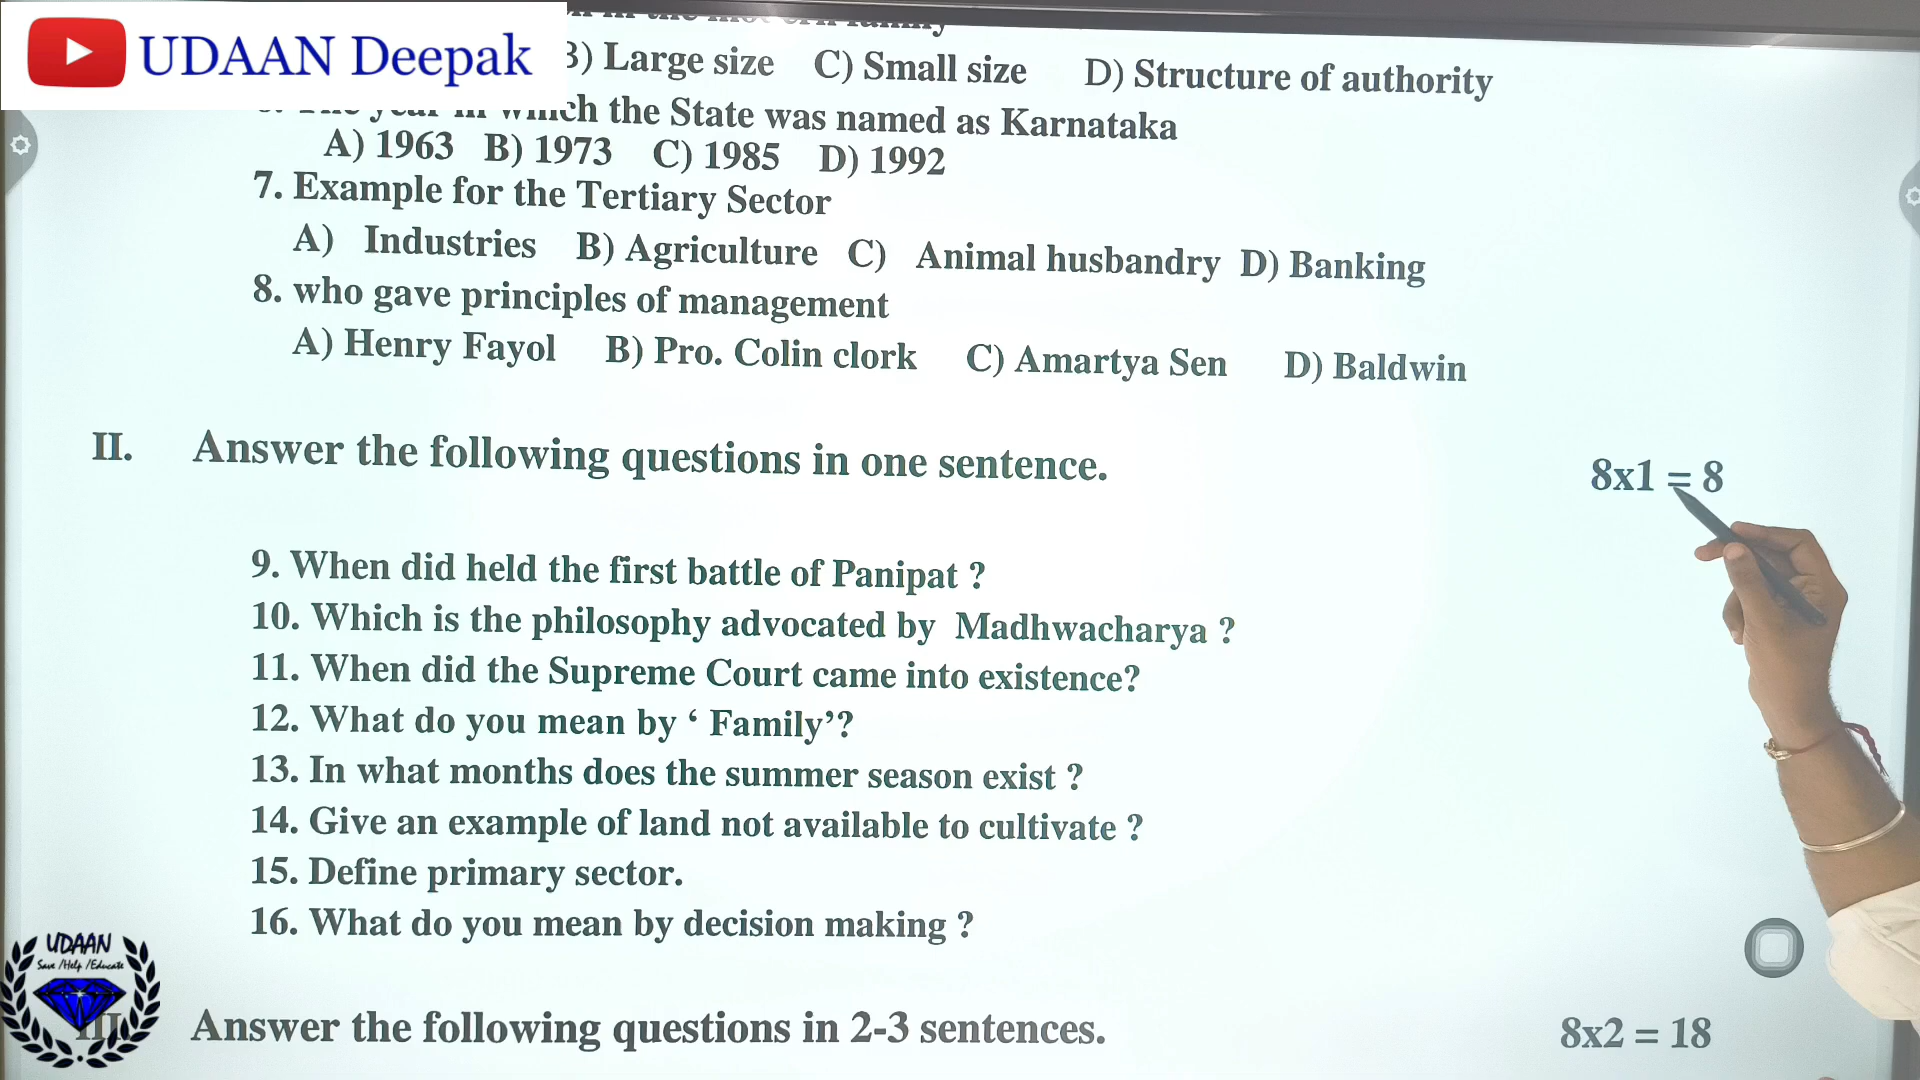 UDAAN Deepak
B) Large size C) Small size D) Structure of authority
which the State was named as Karnataka
A) 1963 B) 1973 C) 1985 D) 1992
7. Example for the Tertiary Sector
A) Industries B) Agriculture C) Animal husbandry D) Banking
8. who gave principles of management
A) Henry Fayol B) Pro. Colin clork C) Amartya Sen D) Baldwin
II. Answer the following questions in one sentence. 8x1 = 8
9. When did held the first battle of Panipat ?
10. Which is the philosophy advocated by Madhwacharya ?
11. When did the Supreme Court came into existence?
12. What do you mean by ‘ Family’?
13. In what months does the summer season exist ?
14. Give an example of land not available to cultivate ?
15. Define primary sector.
16. What do you mean by decision making ?
UDAAN
Save /Help /Educate
III. Answer the following questions in 2-3 sentences. 8x2 = 18